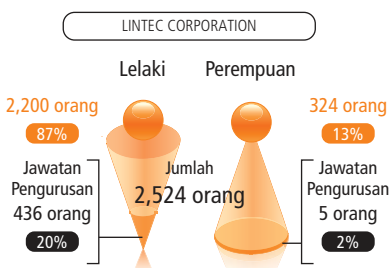 LINTEC CORPORATION
Lelaki
Perempuan
2,200 orang
87%
324 orang
13%
Jawatan
Pengurusan
436 orang
20%
Jumlah
2,524 orang
Jawatan
Pengurusan
5 orang
2%